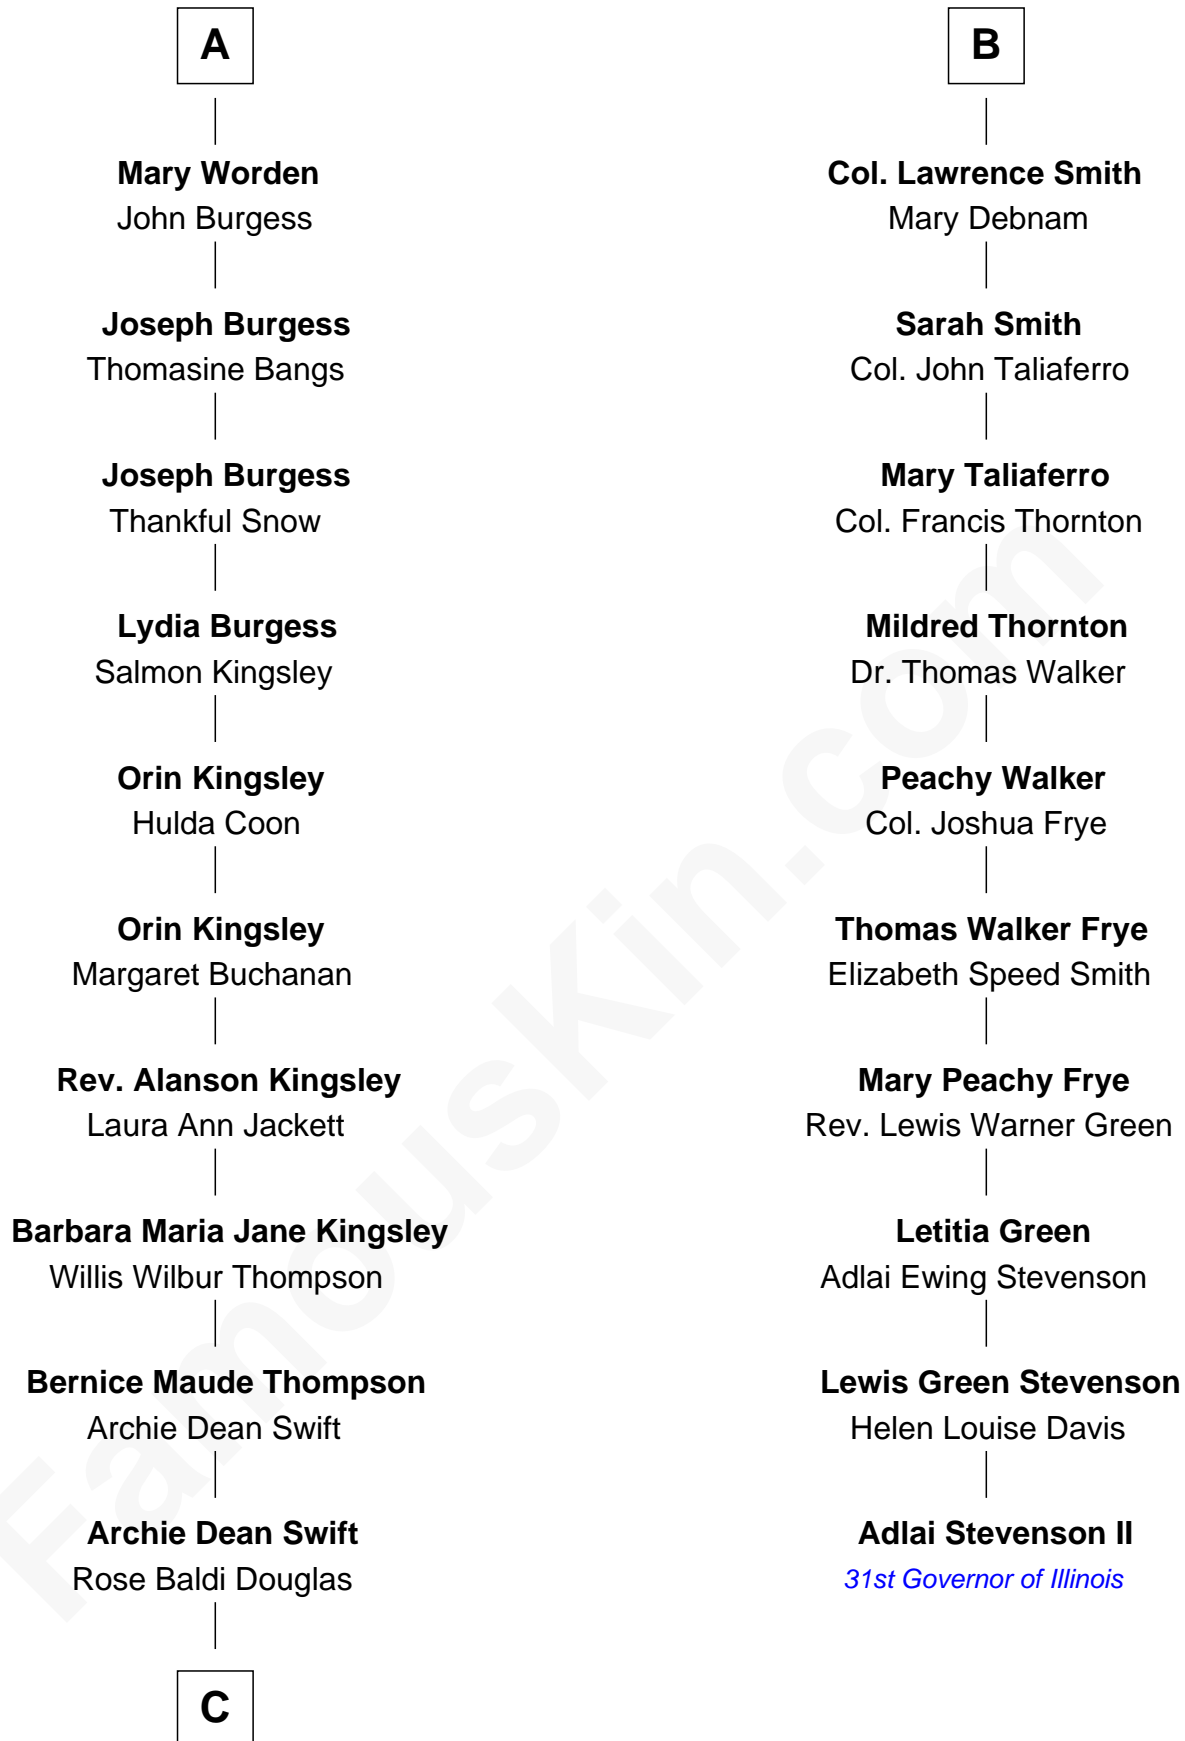 A
Mary Worden
John Burgess
Joseph Burgess
Thomasine Bangs
Joseph Burgess
Thankful Snow
Lydia Burgess
Salmon Kingsley
Orin Kingsley
Hulda Coon
Orin Kingsley
Margaret Buchanan
Rev. Alanson Kingsley
Laura Ann Jackett
Barbara Maria Jane Kingsley
Willis Wilbur Thompson
Bernice Maude Thompson
Archie Dean Swift
Archie Dean Swift
Rose Baldi Douglas
C
B
Col. Lawrence Smith
Mary Debnam
Sarah Smith
Col. John Taliaferro
Mary Taliaferro
Col. Francis Thornton
Mildred Thornton
Dr. Thomas Walker
Peachy Walker
Col. Joshua Frye
Thomas Walker Frye
Elizabeth Speed Smith
Mary Peachy Frye
Rev. Lewis Warner Green
Letitia Green
Adlai Ewing Stevenson
Lewis Green Stevenson
Helen Louise Davis
Adlai Stevenson II
31st Governor of Illinois
FamousKin.com